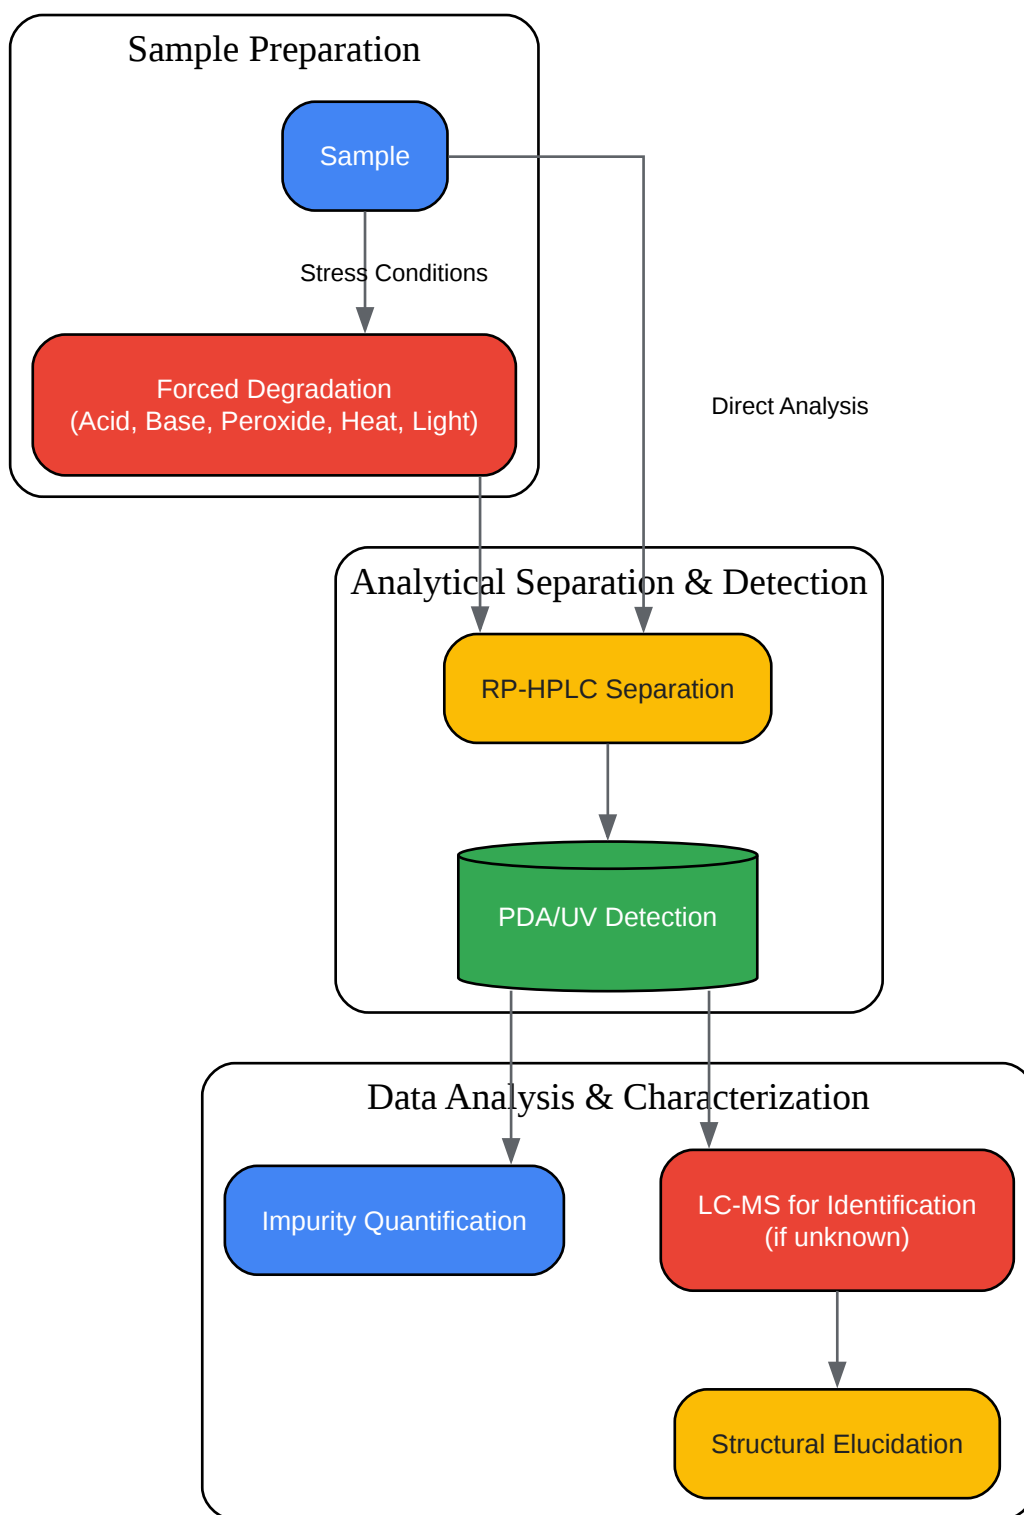 Sample Preparation
Sample
Stress Conditions
Forced Degradation
(Acid, Base, Peroxide, Heat, Light)
Direct Analysis
Analytical Separation & Detection
RP-HPLC Separation
PDA/UV Detection
Data Analysis & Characterization
Impurity Quantification
LC-MS for Identification
(if unknown)
Structural Elucidation